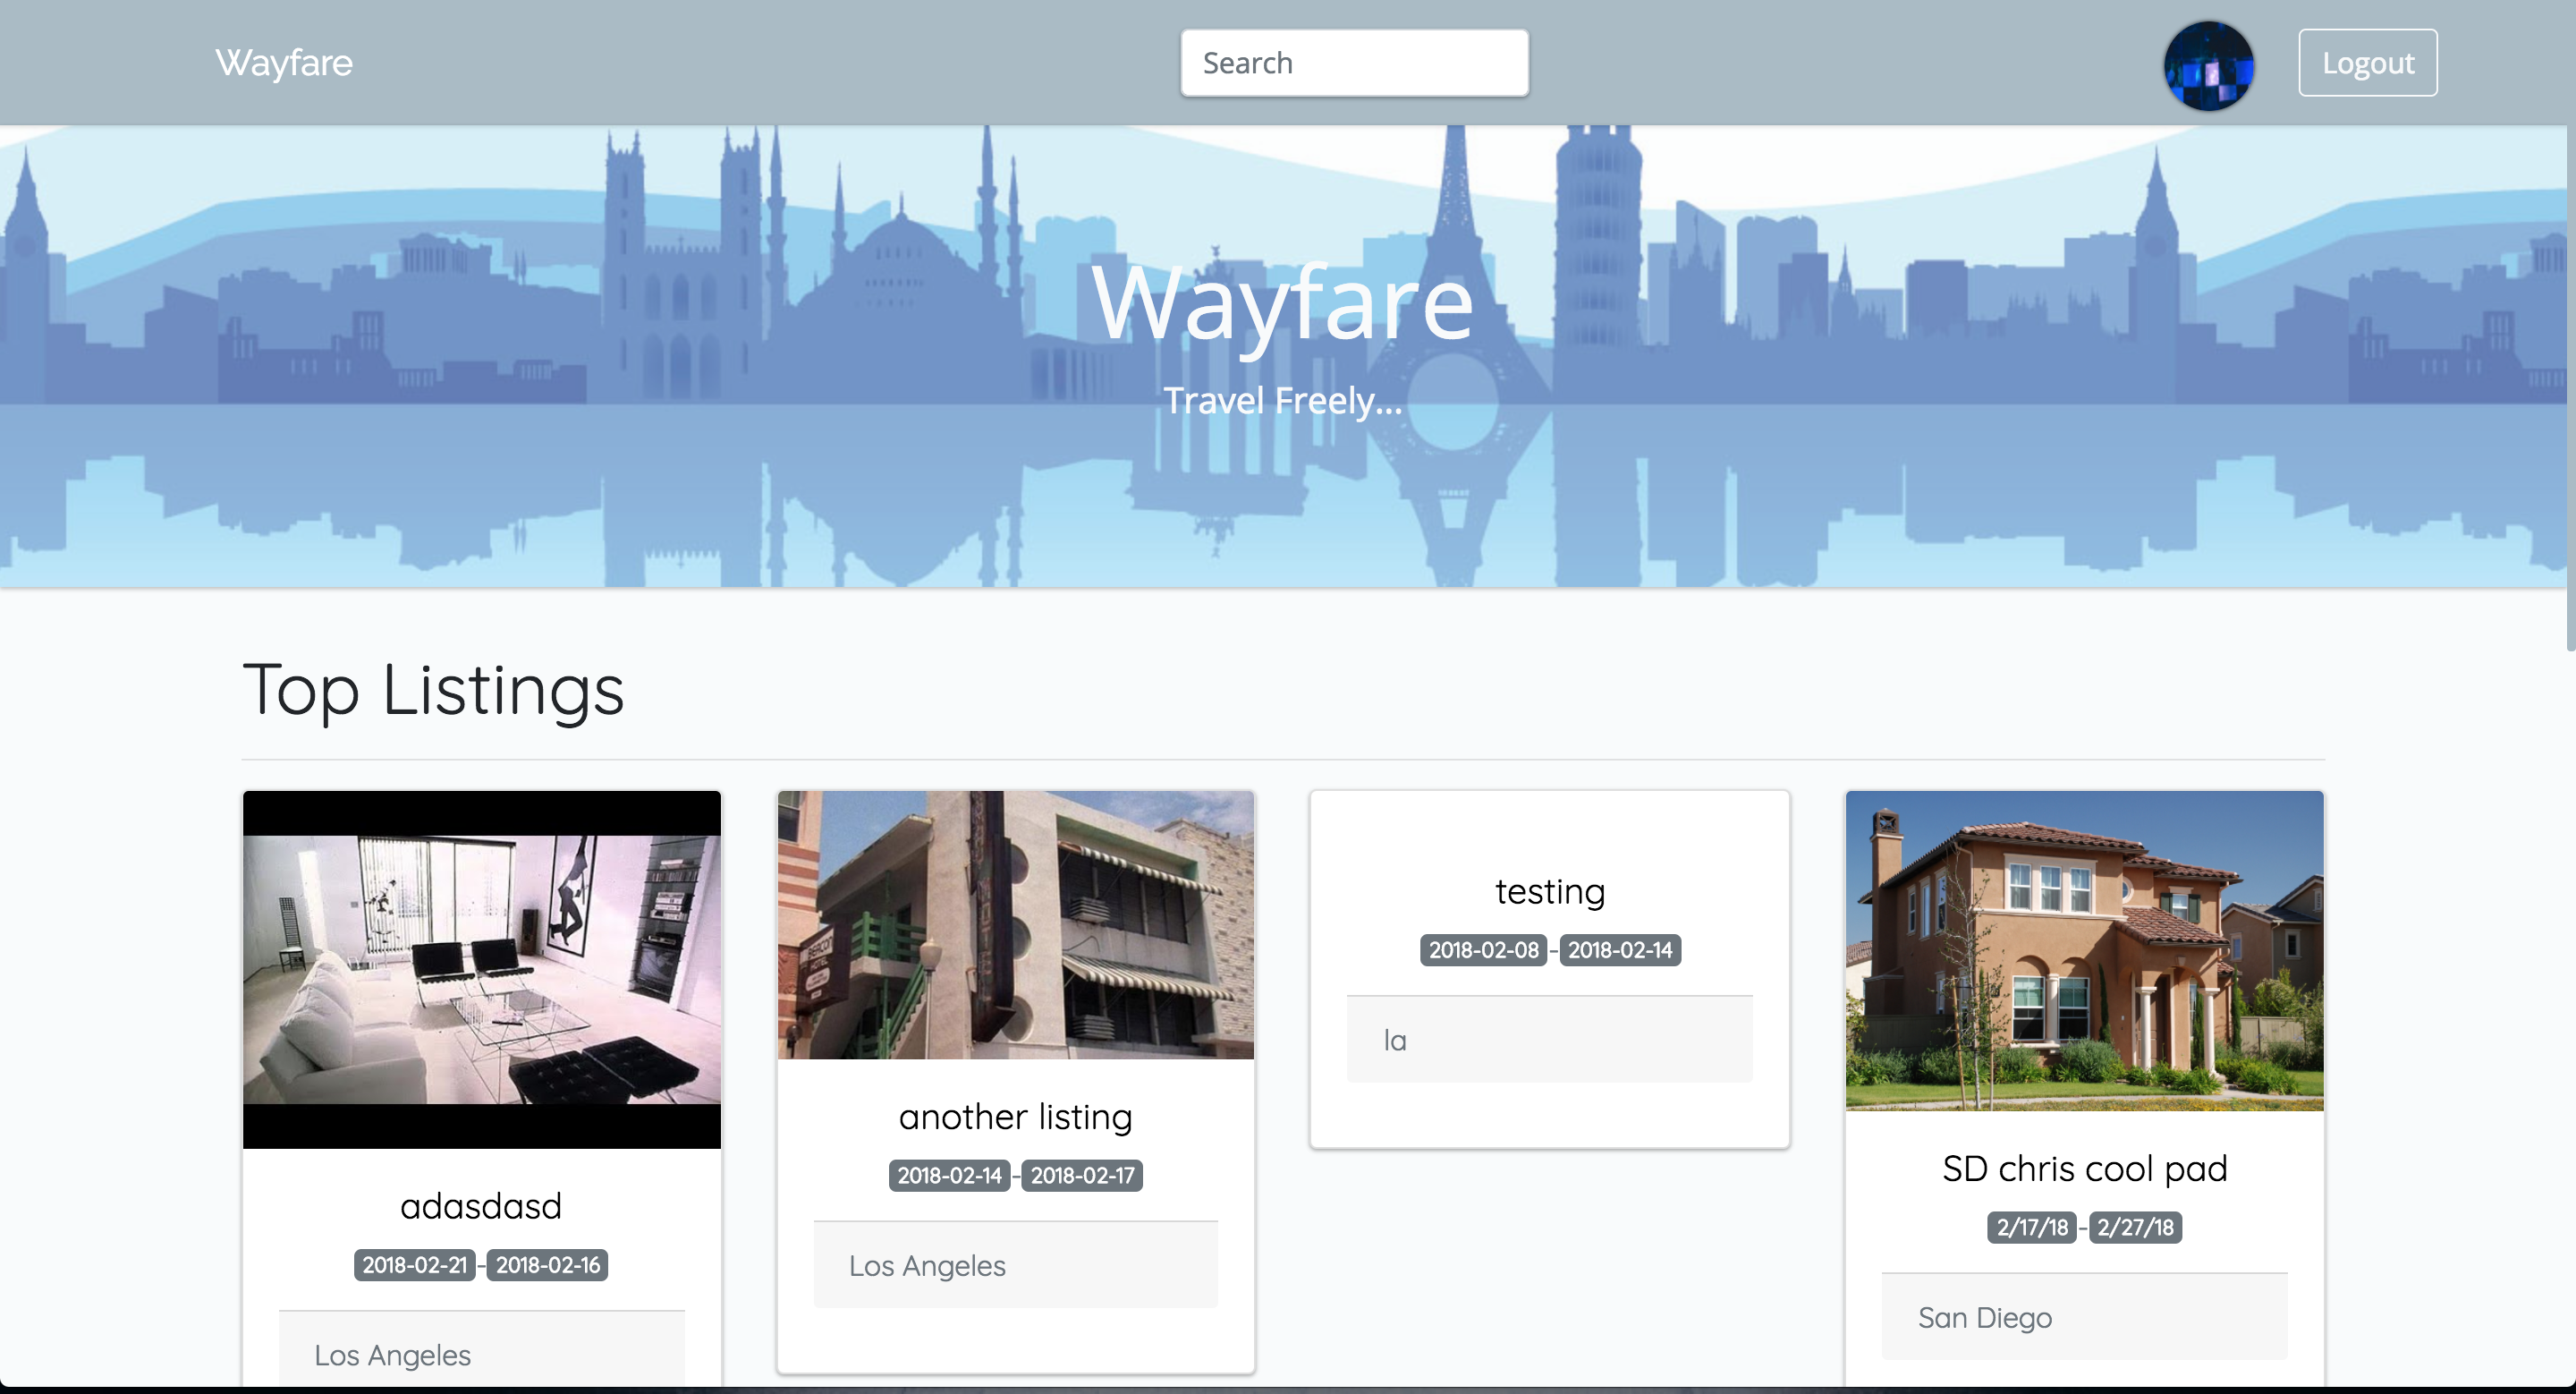 Wayfare
Search
Logout
Wayfare
Travel Freely...
Top Listings
adasdasd
2018-02-21 - 2018-02-16
Los Angeles
another listing
2018-02-14 - 2018-02-17
Los Angeles
testing
2018-02-08 - 2018-02-14
la
SD chris cool pad
2/17/18 - 2/27/18
San Diego